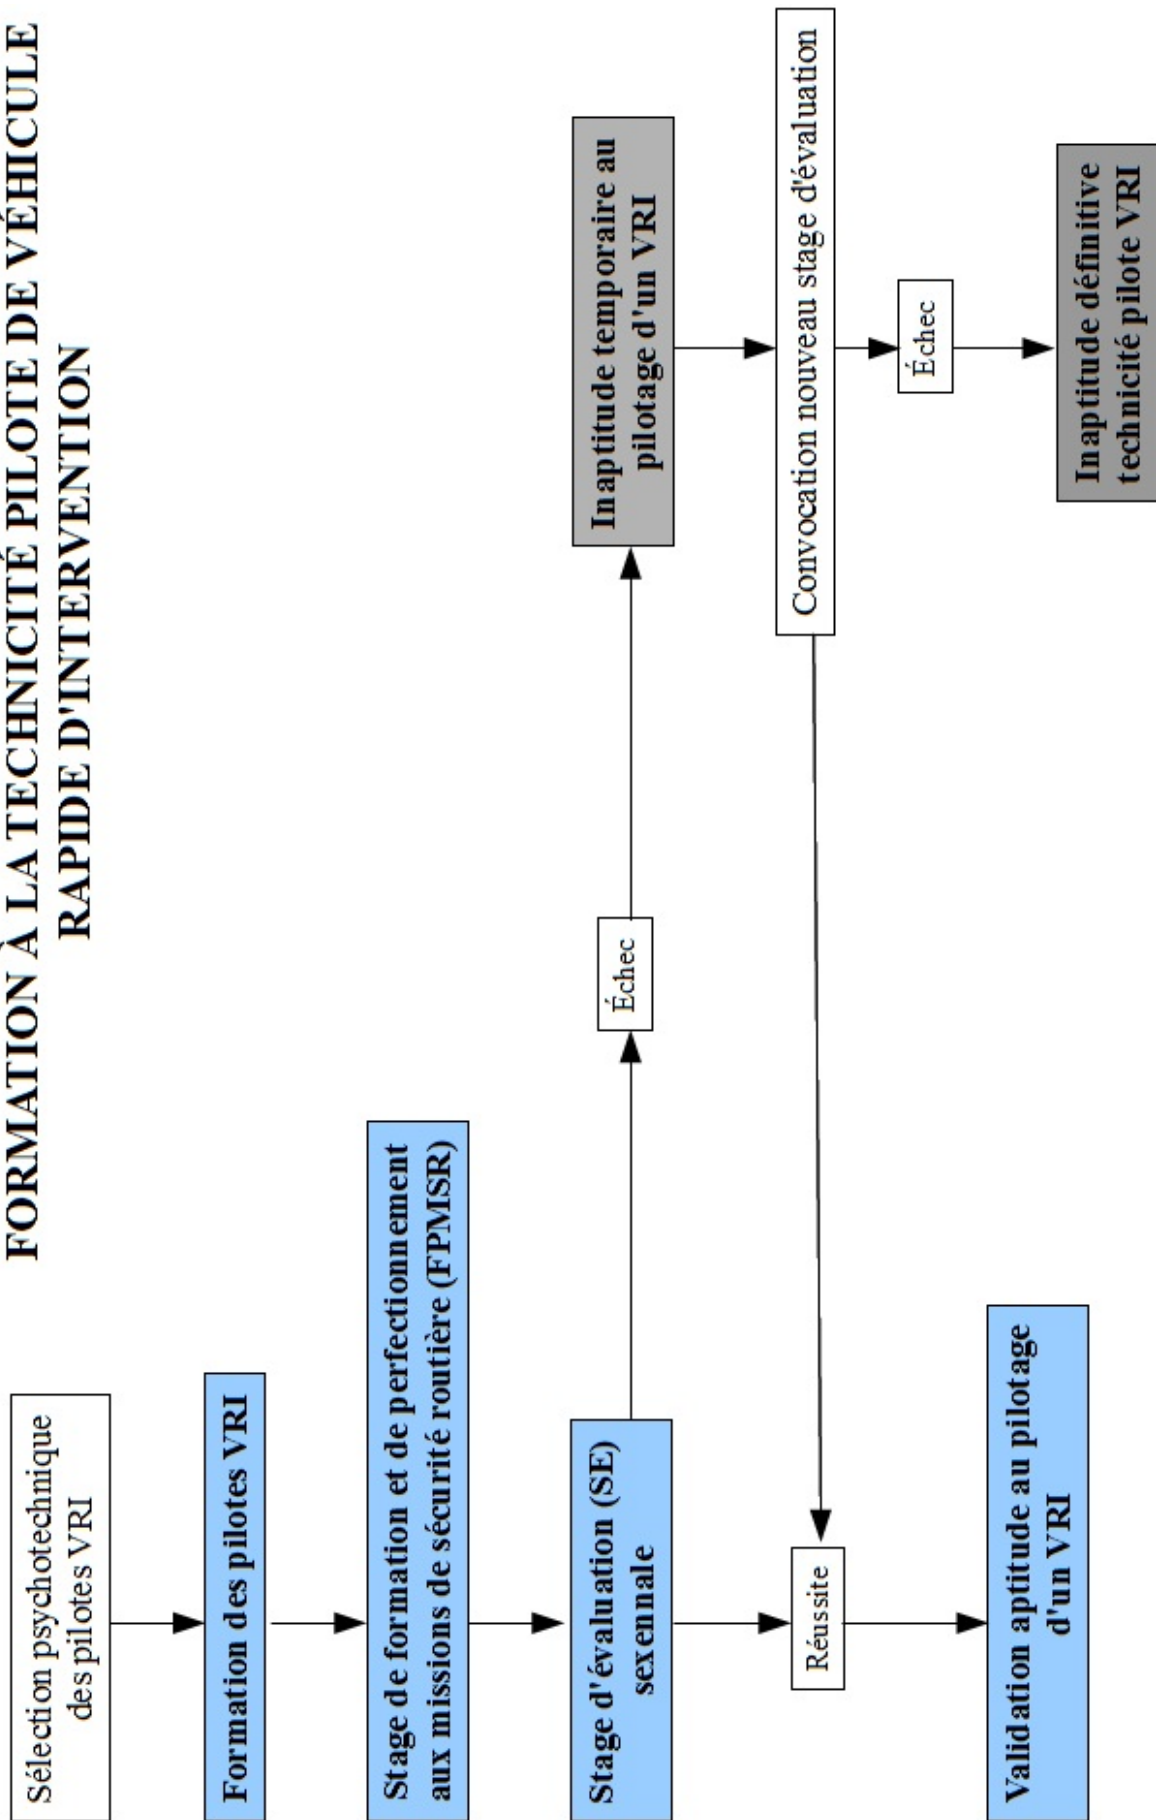 FORMATION À LA TECHNICITÉ PILOTE DE VÉHICULE
RAPIDE D'INTERVENTION
Sélection psychotechnique
des pilotes VRI
Formation des pilotes VRI
Stage de formation et de perfectionnement
aux missions de sécurité routière (FPMSR)
Stage d'évaluation (SE)
sexennale
Échec
Inaptitude temporaire au
pilotage d'un VRI
Convocation nouveau stage d'évaluation
Réussite
Échec
Validation aptitude au pilotage
d'un VRI
Inaptitude définitive
technicité pilote VRI